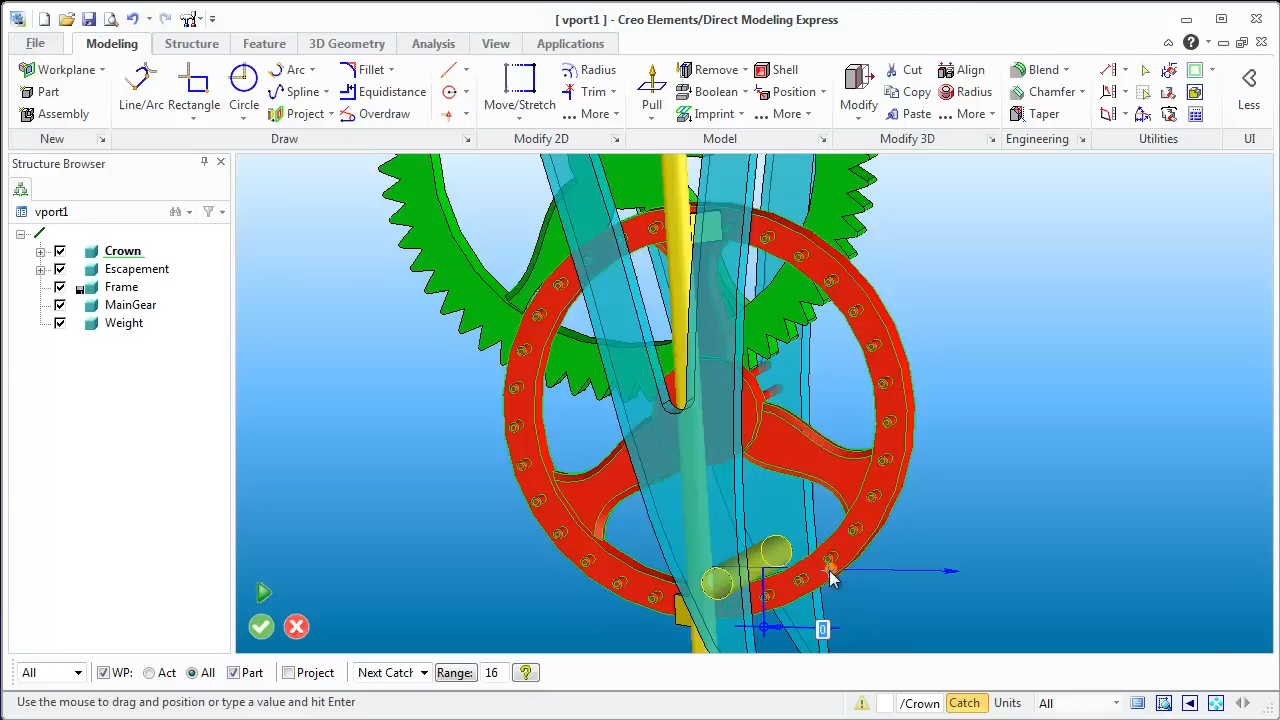 [ vport1 ] - Creo Elements/Direct Modeling Express
File Modeling Structure Feature 3D Geometry Analysis View Applications
Workplane Line/Arc Rectangle Circle Arc Fillet Move/Stretch Radius Pull Remove Shell Modify Cut Align Blend Less
Part Spline Equidistance Trim Boolean Position Copy Radius Chamfer
Assembly Project Overdraw More Imprint More Paste More Taper
New Draw Modify 2D Model Modify 3D Engineering Utilities UI
Structure Browser
vport1
Crown
Escapement
Frame
MainGear
Weight
0
All WP: Act All Part Project Next Catch Range: 16 ?
Use the mouse to drag and position or type a value and hit Enter /Crown Catch Units All